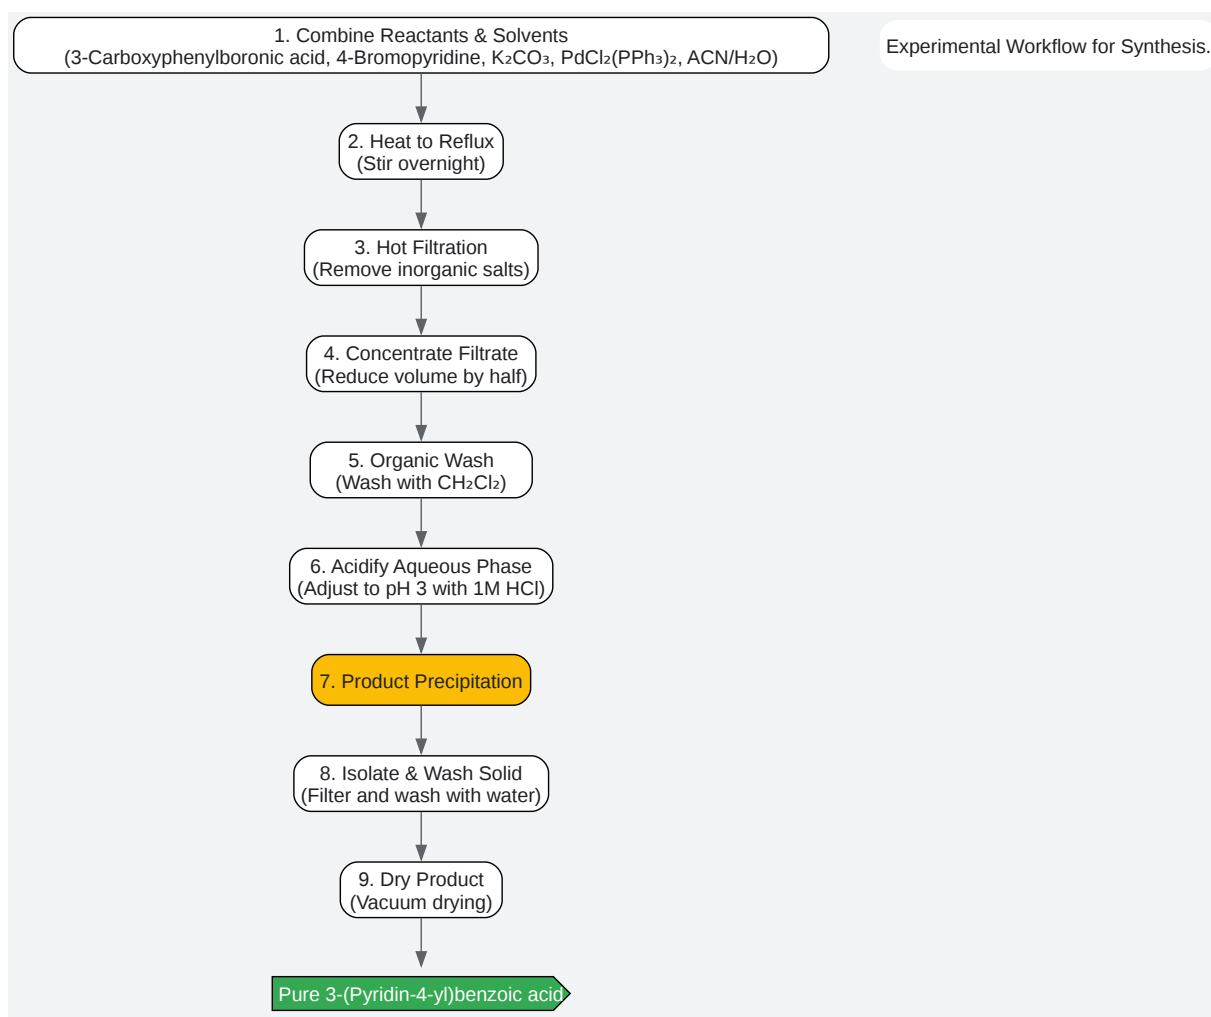 1. Combine Reactants & Solvents
(3-Carboxyphenylboronic acid, 4-Bromopyridine, K₂CO₃, PdCl₂(PPh₃)₂, ACN/H₂O)
Experimental Workflow for Synthesis.
2. Heat to Reflux
(Stir overnight)
3. Hot Filtration
(Remove inorganic salts)
4. Concentrate Filtrate
(Reduce volume by half)
5. Organic Wash
(Wash with CH₂Cl₂)
6. Acidify Aqueous Phase
(Adjust to pH 3 with 1M HCl)
7. Product Precipitation
8. Isolate & Wash Solid
(Filter and wash with water)
9. Dry Product
(Vacuum drying)
Pure 3-(Pyridin-4-yl)benzoic acid